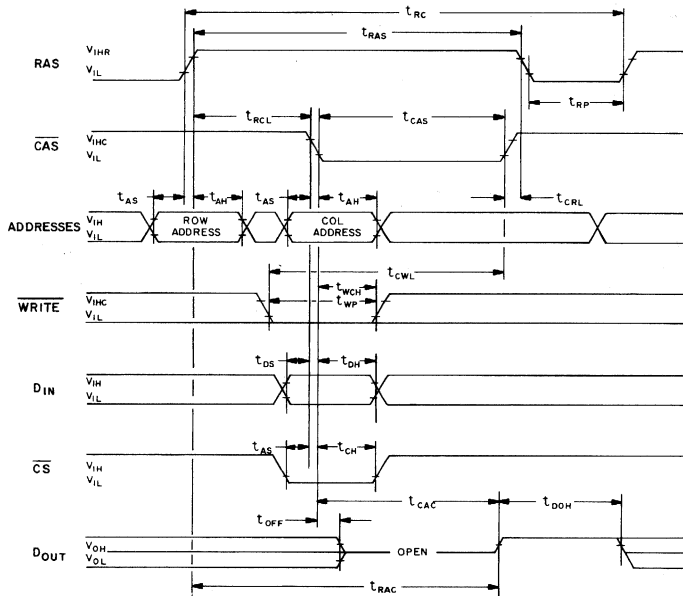 tRC
tRAS
RAS
VIHR
VIL
tRP
tRCL
tCAS
CAS
VIHC
VIL
tAS
tAH
tAS
tAH
tCRL
ADDRESSES
VIH
VIL
ROW ADDRESS
COL ADDRESS
tCWL
tWCH
WRITE
VIHC
VIL
tWP
tDS
tDH
DIN
VIH
VIL
tAS
tCH
CS
VIH
VIL
tCAC
tDOH
tOFF
DOUT
VOH
VOL
OPEN
tRAC